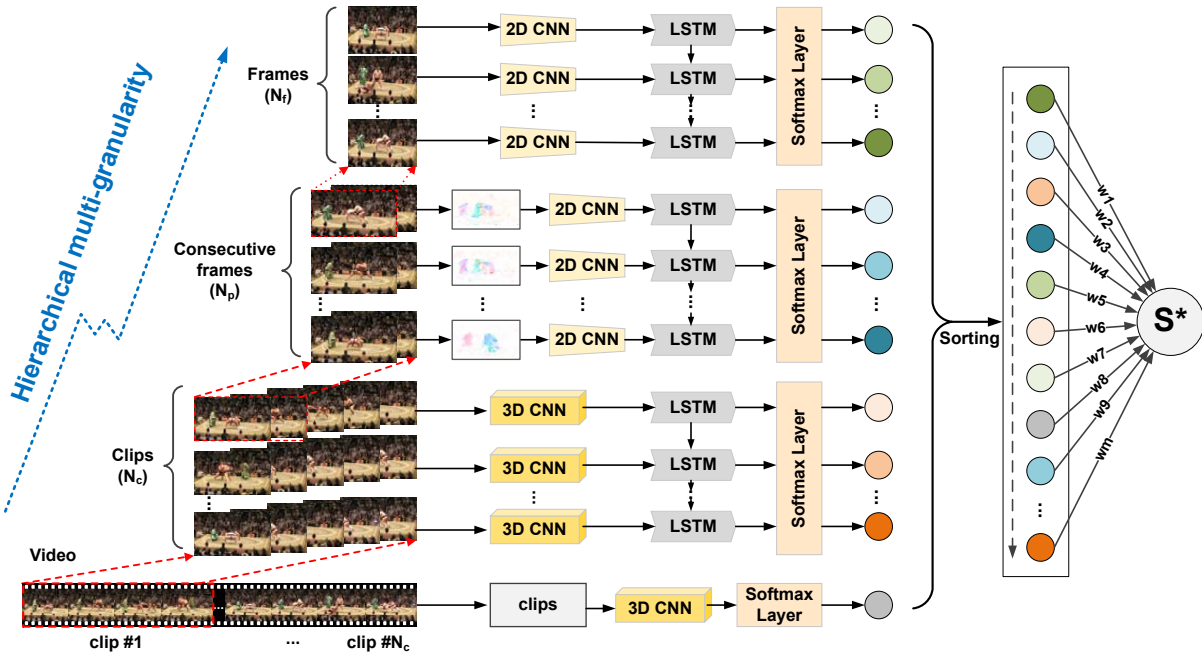 Hierarchical multi-granularity
Frames
(Nf)
2D CNN
LSTM
2D CNN
LSTM
...
...
...
2D CNN
LSTM
Softmax Layer
...
Consecutive
frames
(Np)
2D CNN
LSTM
2D CNN
LSTM
...
...
...
...
2D CNN
LSTM
Softmax Layer
...
Clips
(Nc)
3D CNN
LSTM
3D CNN
LSTM
...
...
...
3D CNN
LSTM
Softmax Layer
...
Video
...
clips
3D CNN
Softmax
Layer
clip #1
...
clip #Nc
Sorting
...
w1
w2
w3
w4
w5
w6
w7
w8
w9
wm
S*